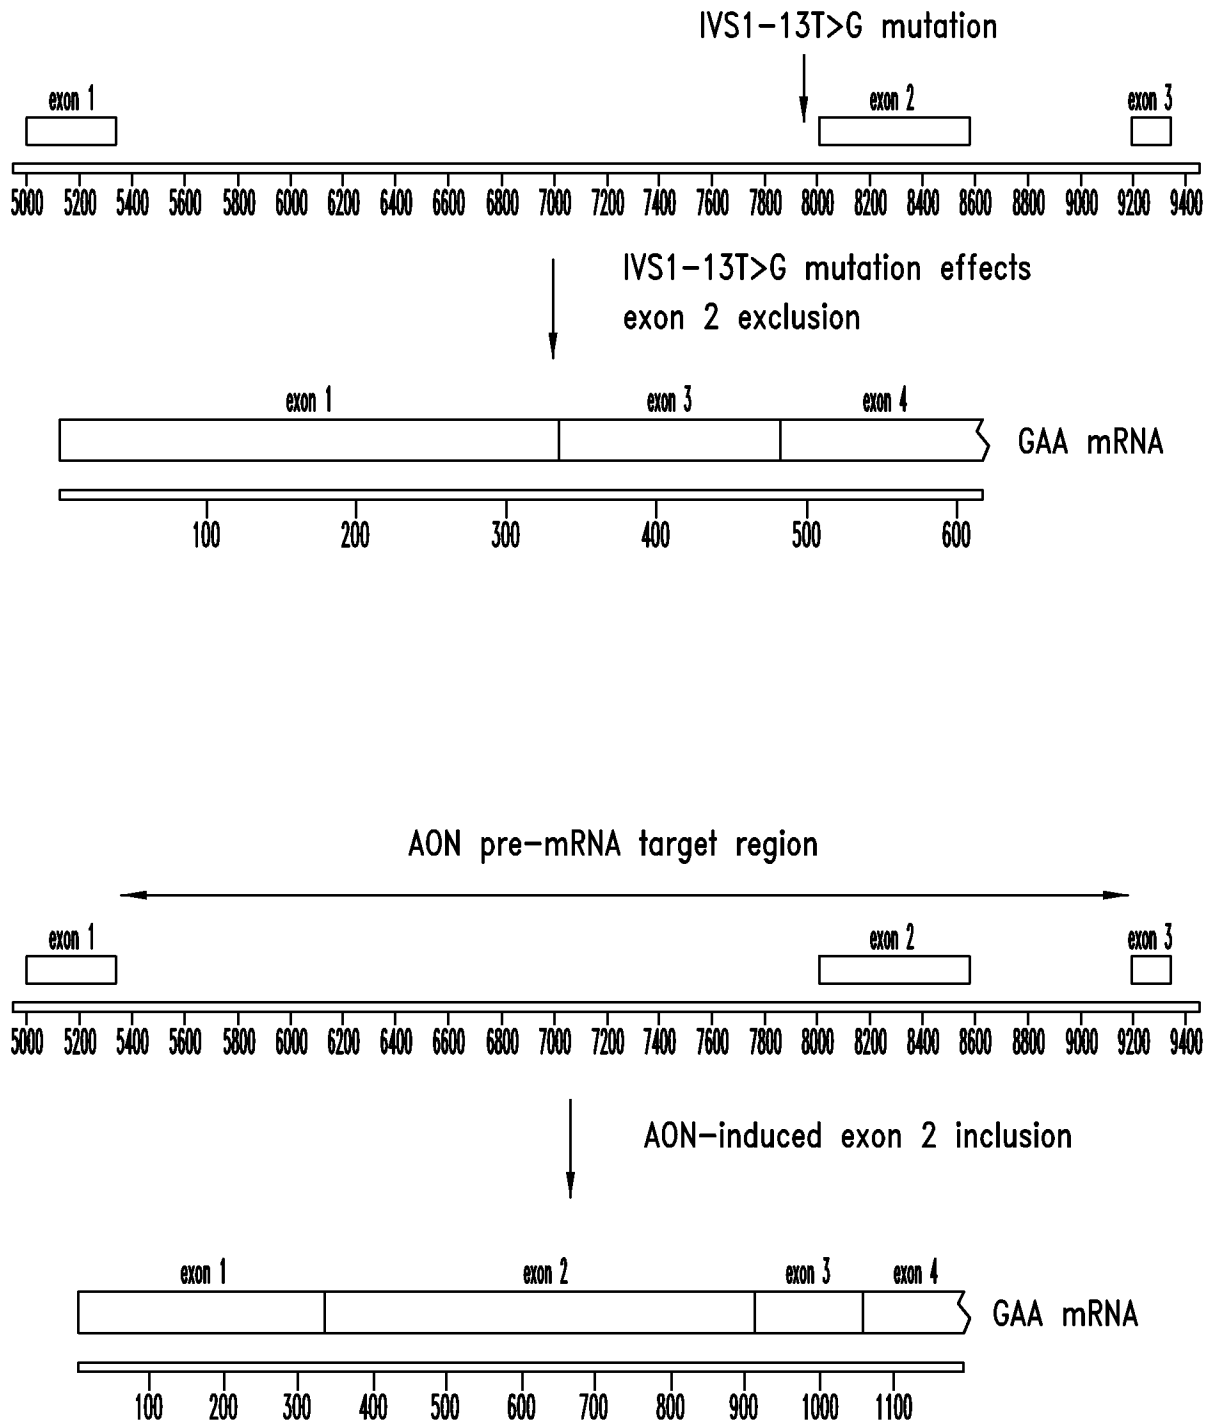 IVS1-13T>G mutation
exon 1
exon 2
exon 3
5000 5200 5400 5600 5800 6000 6200 6400 6600 6800 7000 7200 7400 7600 7800 8000 8200 8400 8600 8800 9000 9200 9400
IVS1-13T>G mutation effects
exon 2 exclusion
exon 1
exon 3
exon 4
GAA mRNA
100 200 300 400 500 600
AON pre-mRNA target region
exon 1
exon 2
exon 3
5000 5200 5400 5600 5800 6000 6200 6400 6600 6800 7000 7200 7400 7600 7800 8000 8200 8400 8600 8800 9000 9200 9400
AON-induced exon 2 inclusion
exon 1
exon 2
exon 3
exon 4
GAA mRNA
100 200 300 400 500 600 700 800 900 1000 1100